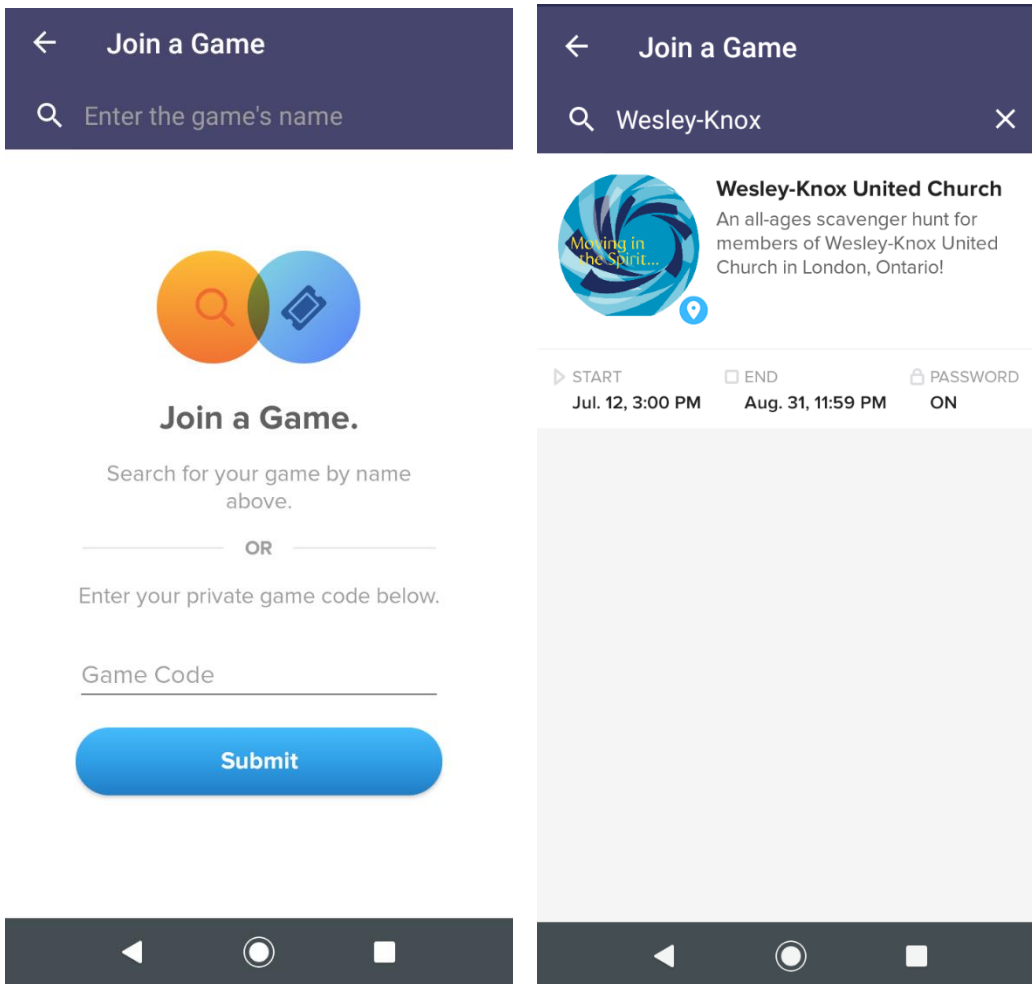 Join a Game
Enter the game's name
Join a Game.
Search for your game by name
above.
OR
Enter your private game code below.
Game Code
Submit
Join a Game
Wesley-Knox
Moving in
the Spirit...
Wesley-Knox United Church
An all-ages scavenger hunt for
members of Wesley-Knox United
Church in London, Ontario!
START END PASSWORD
Jul. 12, 3:00 PM Aug. 31, 11:59 PM ON